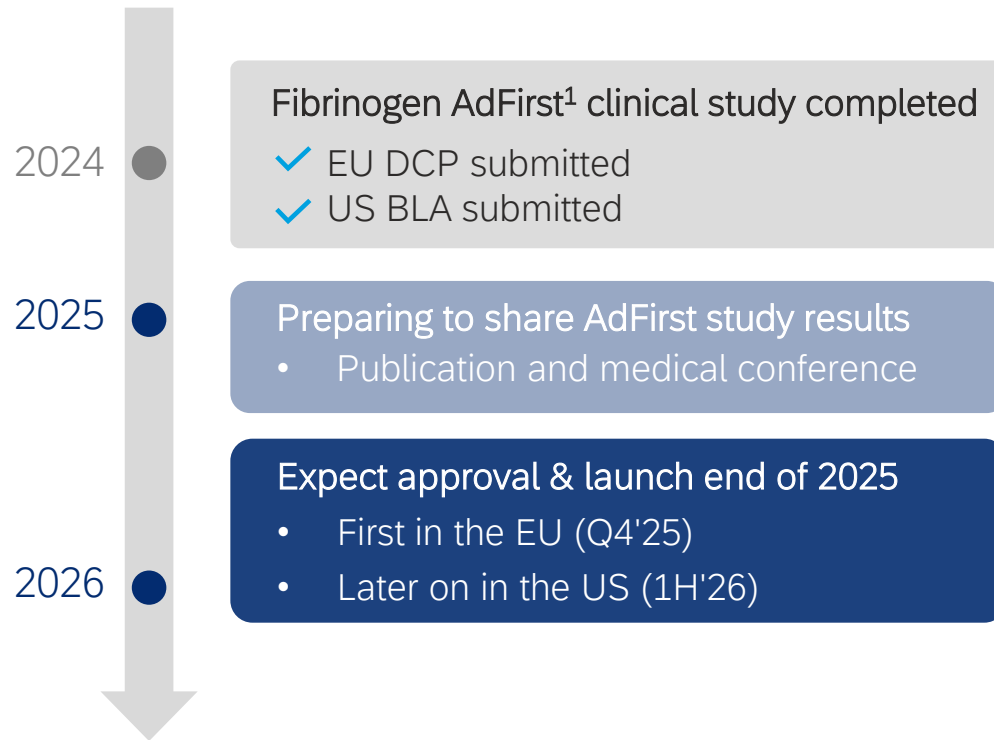 Fibrinogen AdFirst¹ clinical study completed
2024
EU DCP submitted
US BLA submitted
2025
Preparing to share AdFirst study results
• Publication and medical conference
Expect approval & launch end of 2025
• First in the EU (Q4'25)
2026
• Later on in the US (1H'26)